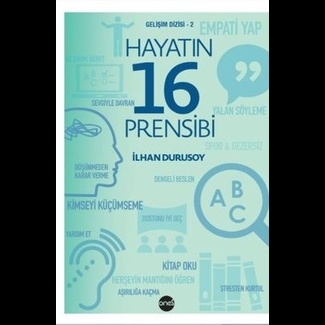 GELİŞİM DİZİSİ - 2
EMPATİ YAP
HAYATIN
16
PRENSİBİ
SEVGİYLE DAVRAN
YALAN SÖYLEME
İLHAN DURUSOY
DÜŞÜNMEDEN
KARAR VERME
DENGELİ BESLEN
KİMSEYİ KÜÇÜMSEME
A
B
C
DOSTUNU İYİ SEÇ
YARDIM ET
KİTAP OKU
HERŞEYİN MANTIĞINI ÖĞREN
AŞIRILIĞA KAÇMA
STRESTEN KURTUL